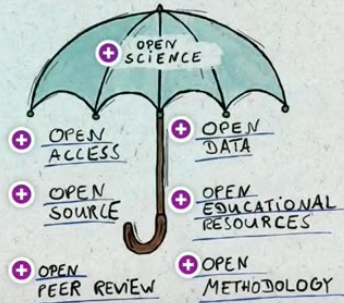 OPEN
SCIENCE
OPEN
ACCESS
OPEN
DATA
OPEN
SOURCE
OPEN
EDUCATIONAL
RESOURCES
OPEN
PEER REVIEW
OPEN
METHODOLOGY